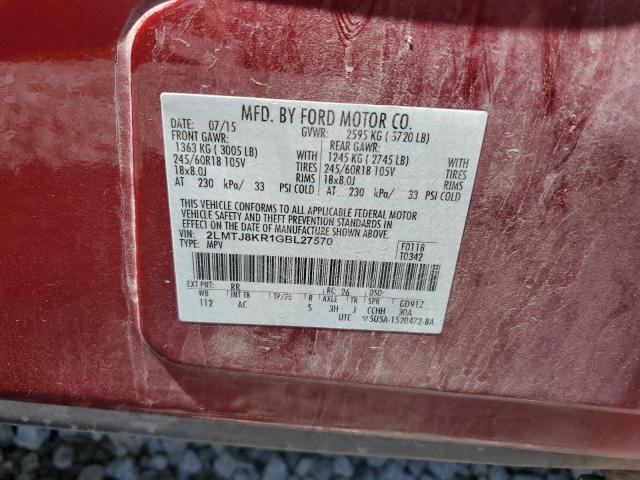 MFD. BY FORD MOTOR CO.
DATE: 07/15 GVWR: 2595 KG ( 5720 LB)
FRONT GAWR: REAR GAWR:
1363 KG ( 3005 LB) 1245 KG ( 2745 LB)
245/60R18 105V TIRES 245/60R18 105V TIRES
18x8.0J RIMS 18x8.0J RIMS
AT 230 kPa/ 33 PSI COLD AT 230 kPa/ 33 PSI COLD
THIS VEHICLE CONFORMS TO ALL APPLICABLE FEDERAL MOTOR
VEHICLE SAFETY AND THEFT PREVENTION STANDARDS IN
EFFECT ON THE DATE OF MANUFACTURE SHOWN ABOVE.
VIN: 2LMTJ8KR1GBL27570 F0118
TYPE: MPV T0342
EXT PNT: RR RC: 26 DSO:
WB INT TR TP/PS R AXLE TR SPR GD91Z
112 AC S 3H J CCHH 30A
UTC 5U5A-1520472-8A